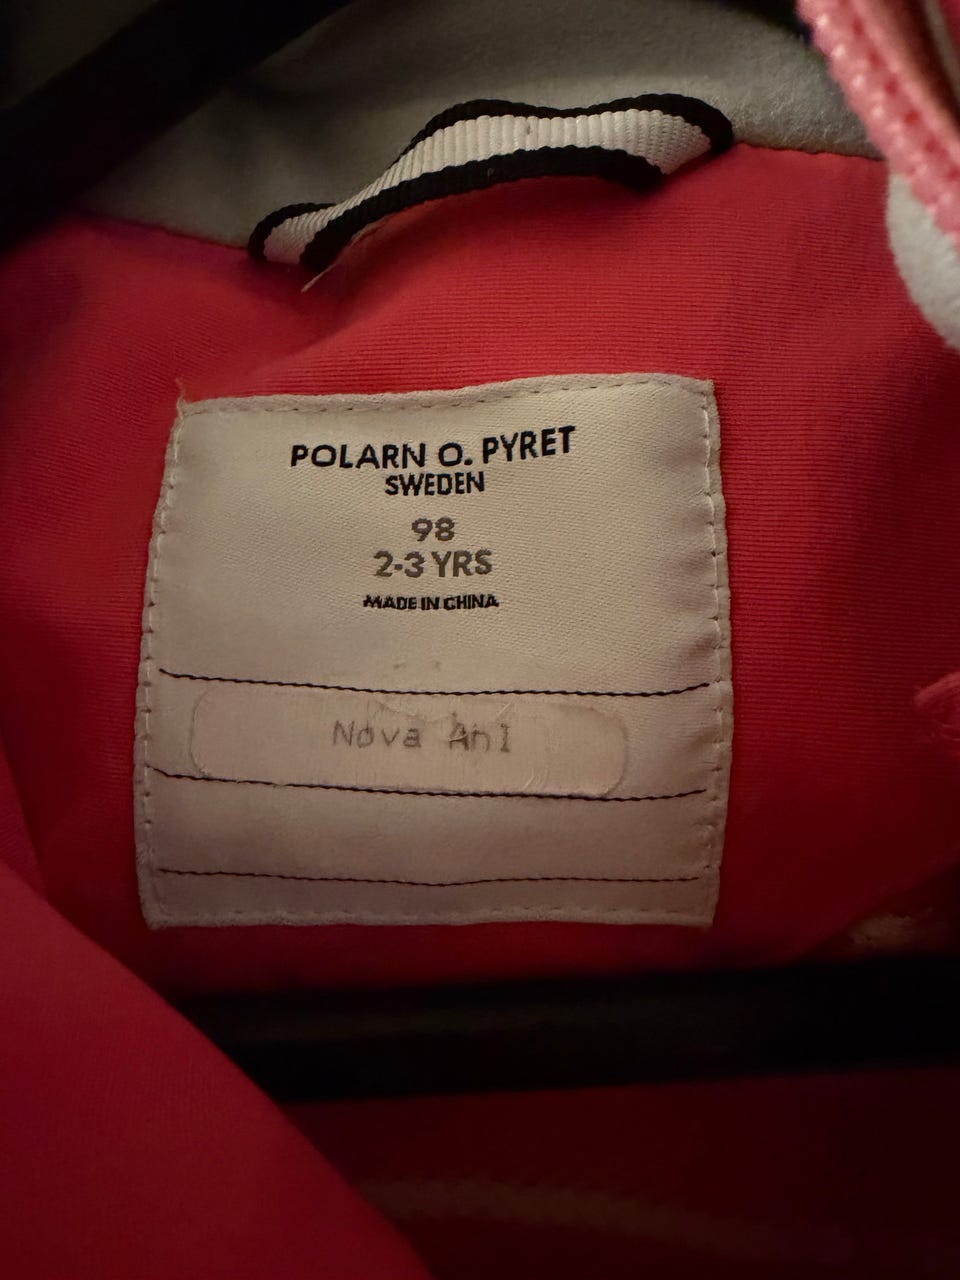 POLARN O. PYRET
SWEDEN
98
2-3 YRS
MADE IN CHINA
Nova